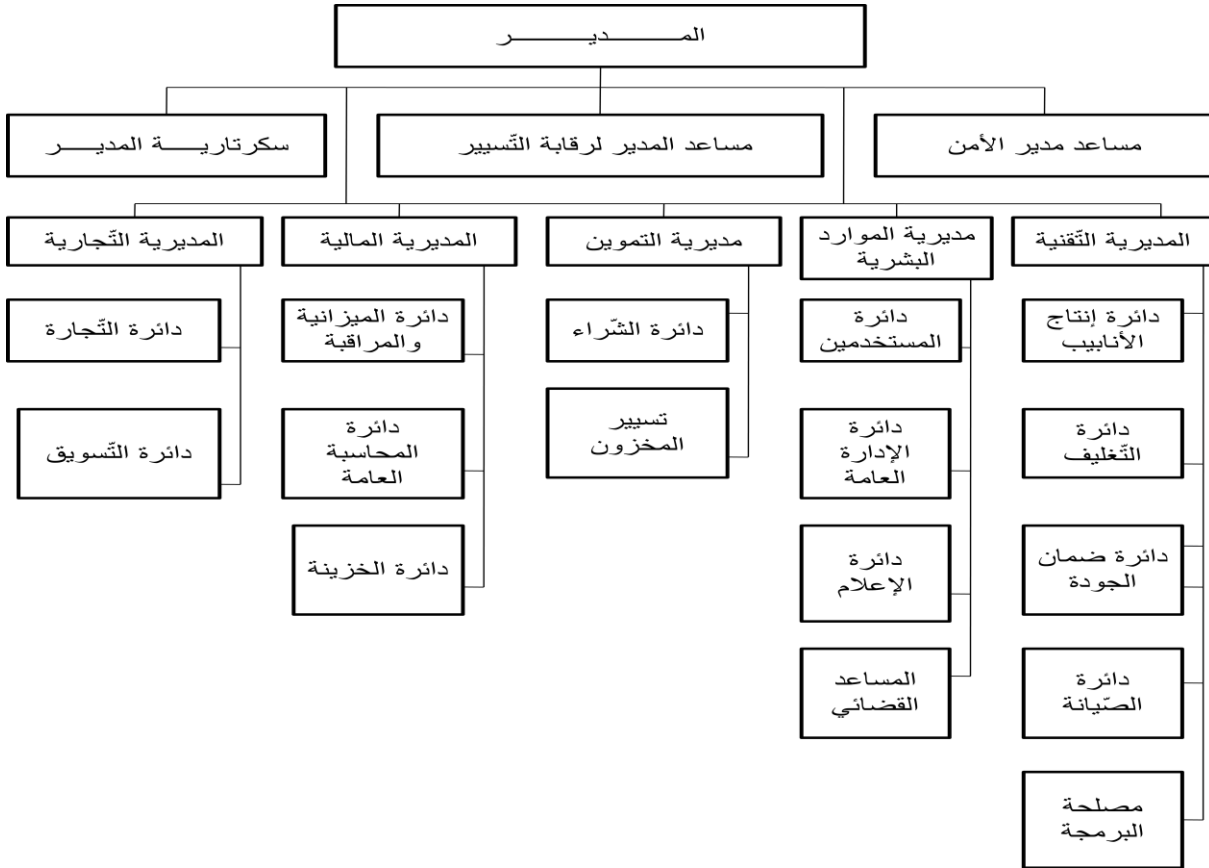 المـــــــــديـــــــــر
مساعد مدير الأمن
مساعد المدير لرقابة التّسيير
سكرتاريـــــة المديـــــر
المديرية التّقنية
مديرية الموارد
البشرية
مديرية التموين
المديرية المالية
المديرية التّجارية
دائرة إنتاج
الأنابيب
دائرة
المستخدمين
دائرة الشّراء
دائرة الميزانية
والمراقبة
دائرة التّجارة
دائرة
التّغليف
دائرة
الإدارة
العامة
تسيير
المخزون
دائرة
المحاسبة
العامة
دائرة التّسويق
دائرة ضمان
الجودة
دائرة
الإعلام
دائرة الخزينة
دائرة
الصّيانة
المساعد
القضائي
مصلحة
البرمجة